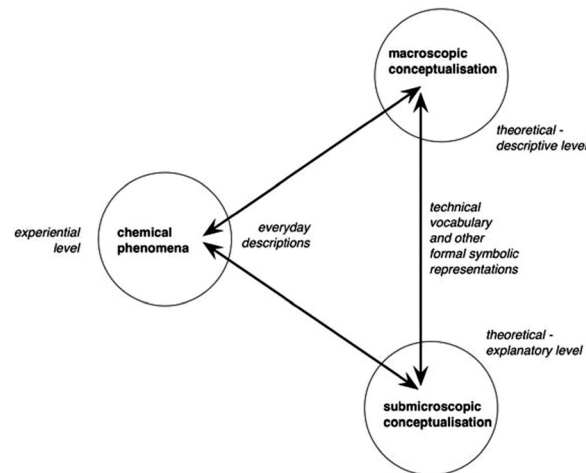 macroscopic
conceptualisation
theoretical -
descriptive level
experiential
level
chemical
phenomena
everyday
descriptions
technical
vocabulary
and other
formal symbolic
representations
theoretical -
explanatory level
submicroscopic
conceptualisation